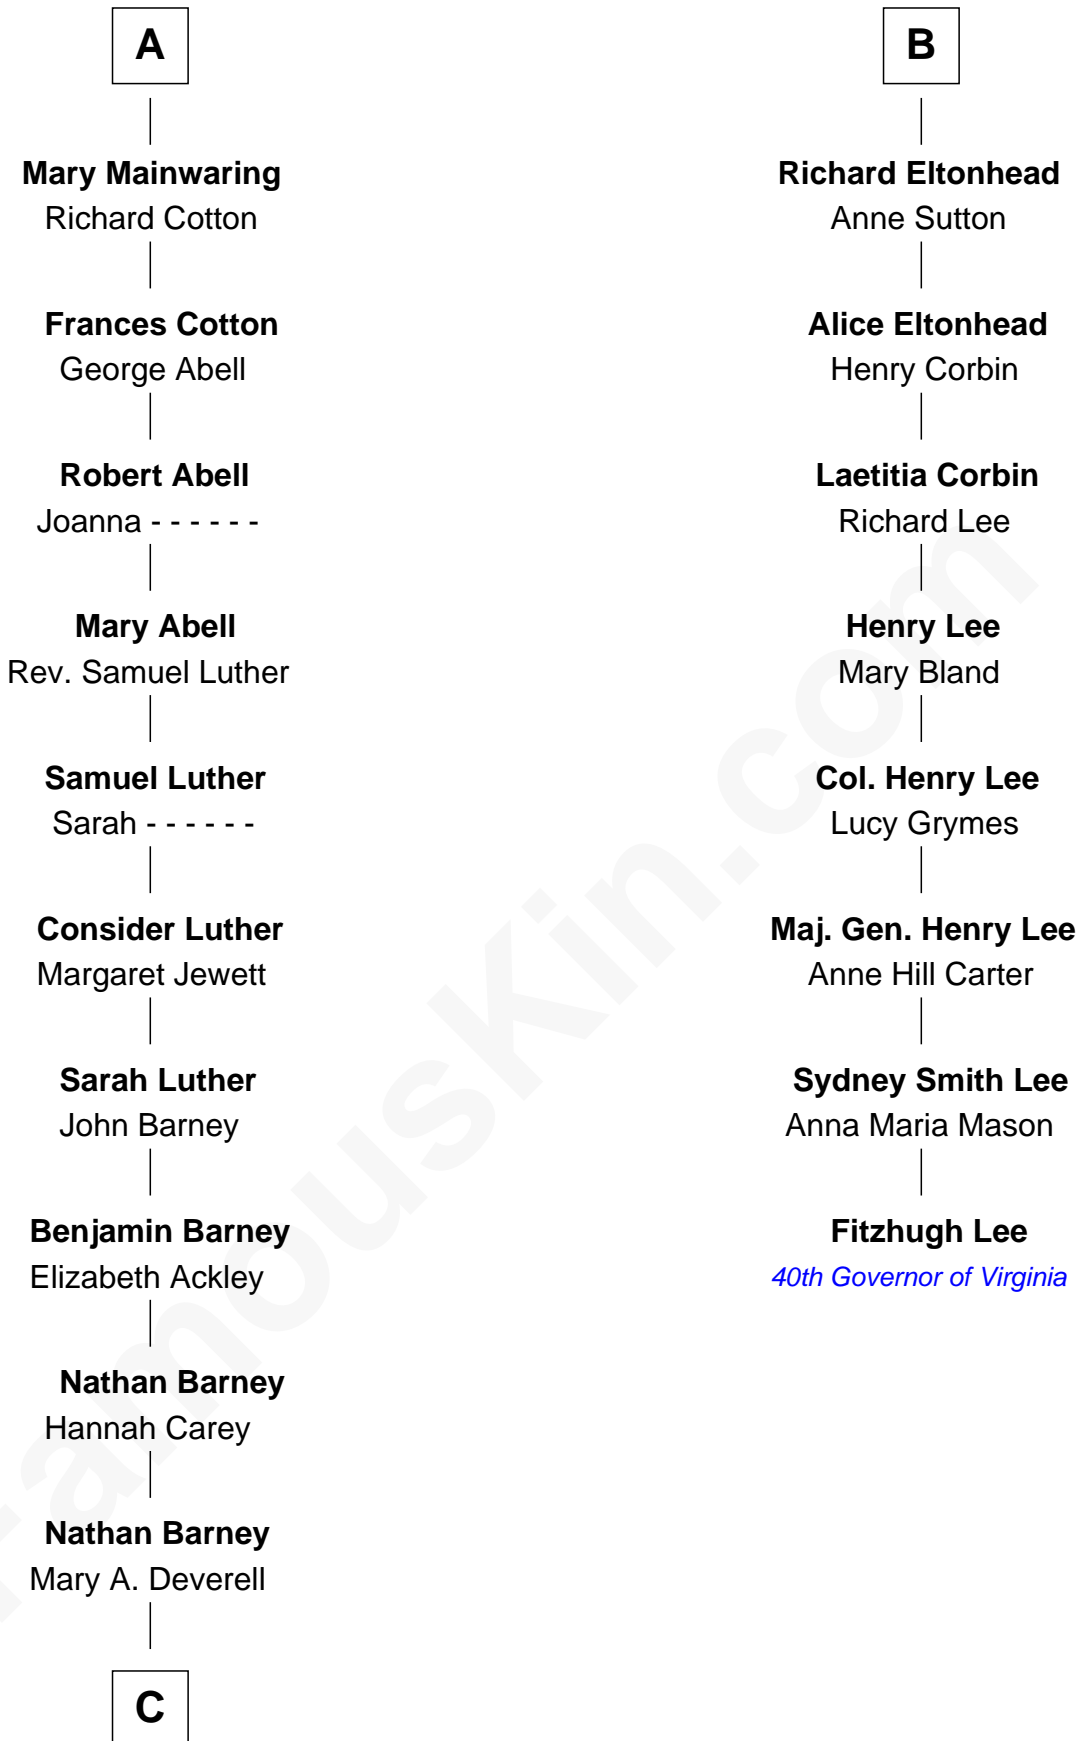 A
Mary Mainwaring
Richard Cotton
Frances Cotton
George Abell
Robert Abell
Joanna - - - - - -
Mary Abell
Rev. Samuel Luther
Samuel Luther
Sarah - - - - - -
Consider Luther
Margaret Jewett
Sarah Luther
John Barney
Benjamin Barney
Elizabeth Ackley
Nathan Barney
Hannah Carey
Nathan Barney
Mary A. Deverell
C
B
Richard Eltonhead
Anne Sutton
Alice Eltonhead
Henry Corbin
Laetitia Corbin
Richard Lee
Henry Lee
Mary Bland
Col. Henry Lee
Lucy Grymes
Maj. Gen. Henry Lee
Anne Hill Carter
Sydney Smith Lee
Anna Maria Mason
Fitzhugh Lee
40th Governor of Virginia
FamousKin.com